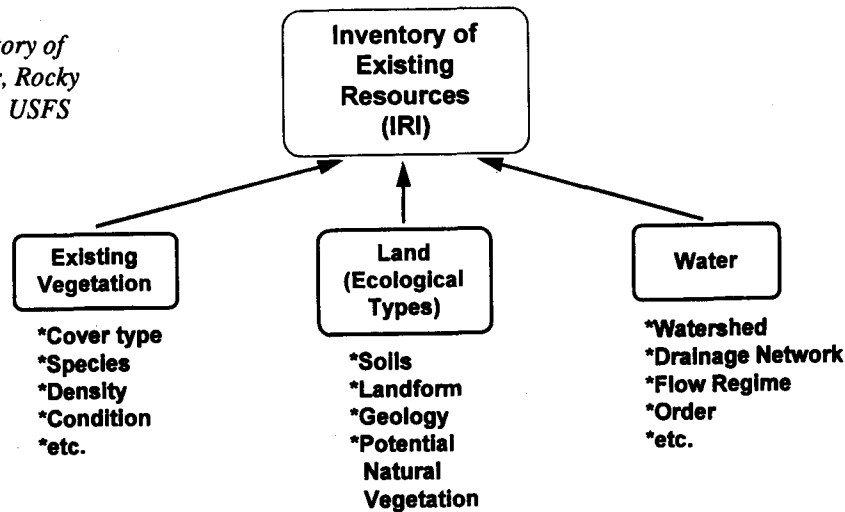 ory of
, Rocky
USFS
Inventory of
Existing
Resources
(IRI)
Existing
Vegetation
*Cover type
*Species
*Density
*Condition
*etc.
Land
(Ecological
Types)
*Soils
*Landform
*Geology
*Potential
Natural
Vegetation
Water
*Watershed
*Drainage Network
*Flow Regime
*Order
*etc.